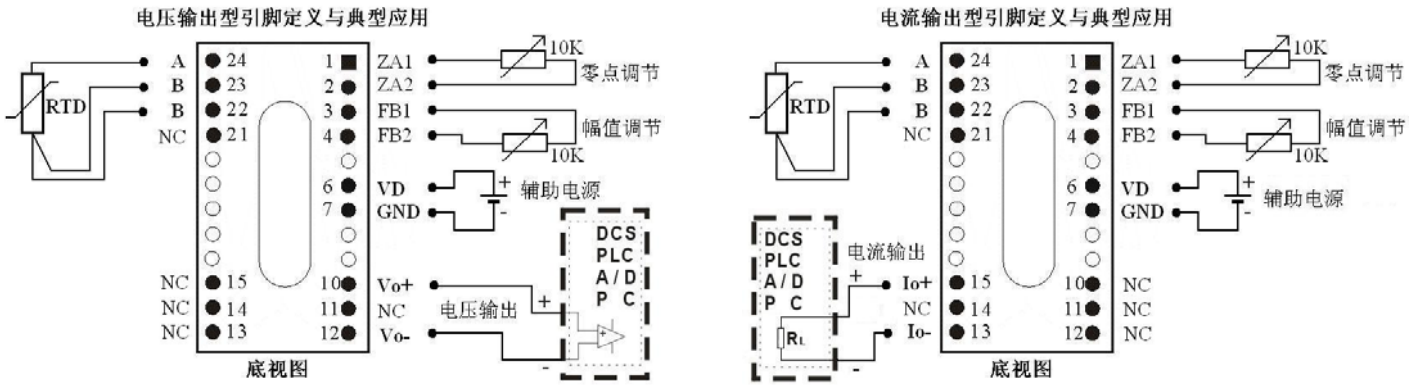 电压输出型引脚定义与典型应用
A 24 1 ZA1 10K
B 23 2 ZA2 零点调节
RTD
B 22 3 FB1
NC 21 4 FB2 幅值调节
10K
6 VD + 辅助电源
7 GND -
DCS
PLC
A/D
P C
NC 15 10 Vo+
NC 14 11 NC 电压输出 +
NC 13 12 Vo- -
底视图
电流输出型引脚定义与典型应用
A 24 1 ZA1 10K
B 23 2 ZA2 零点调节
RTD
B 22 3 FB1
NC 21 4 FB2 幅值调节
10K
6 VD + 辅助电源
7 GND -
DCS
PLC
A/D
P C
RL
电流输出
+ Io+ 15 10 NC
NC 14 11 NC
- Io- 13 12 NC
底视图